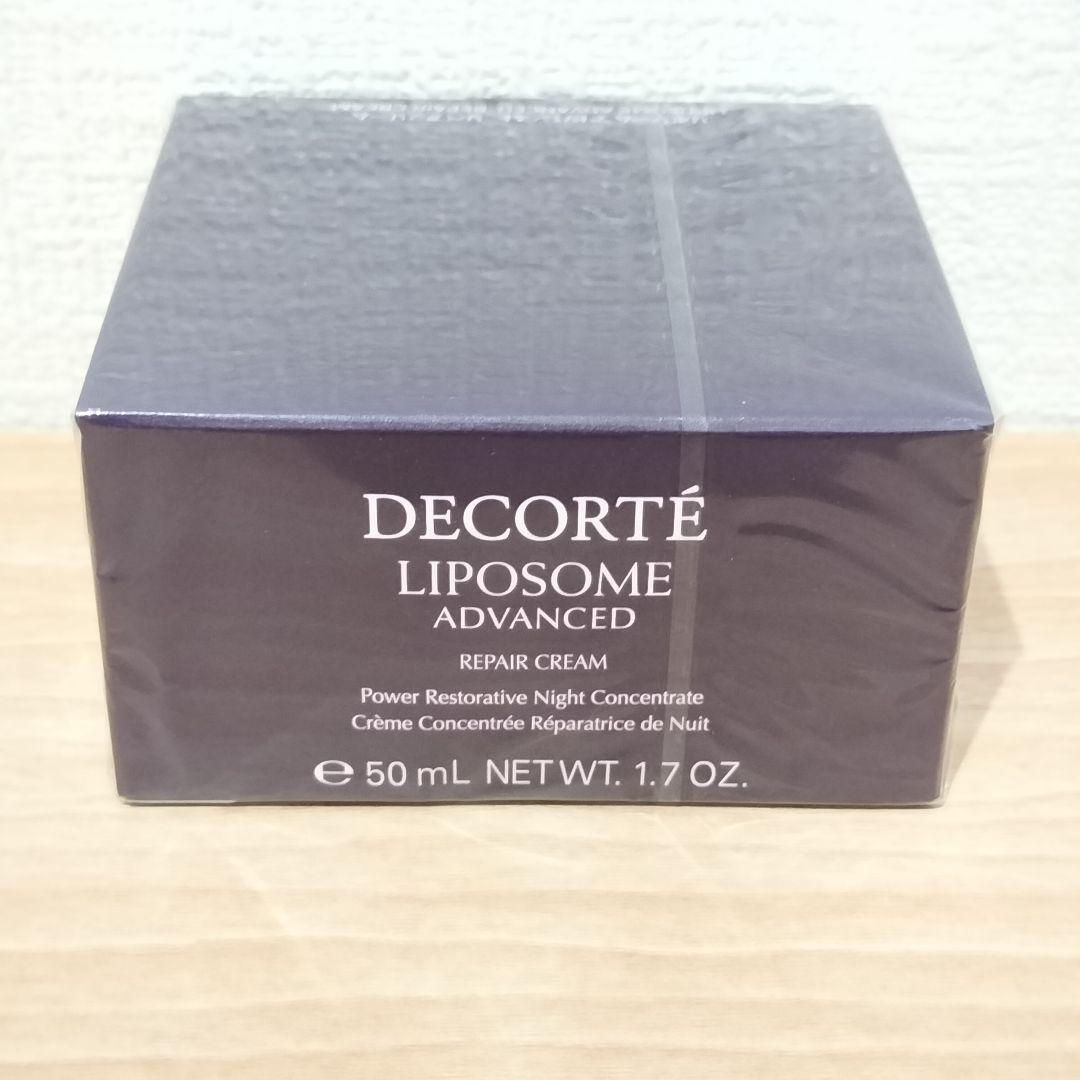 DECORTÉ
LIPOSOME
ADVANCED
REPAIR CREAM
Power Restorative Night Concentrate
Crème Concentrée Réparatrice de Nuit
℮ 50 mL NET WT. 1.7 OZ.